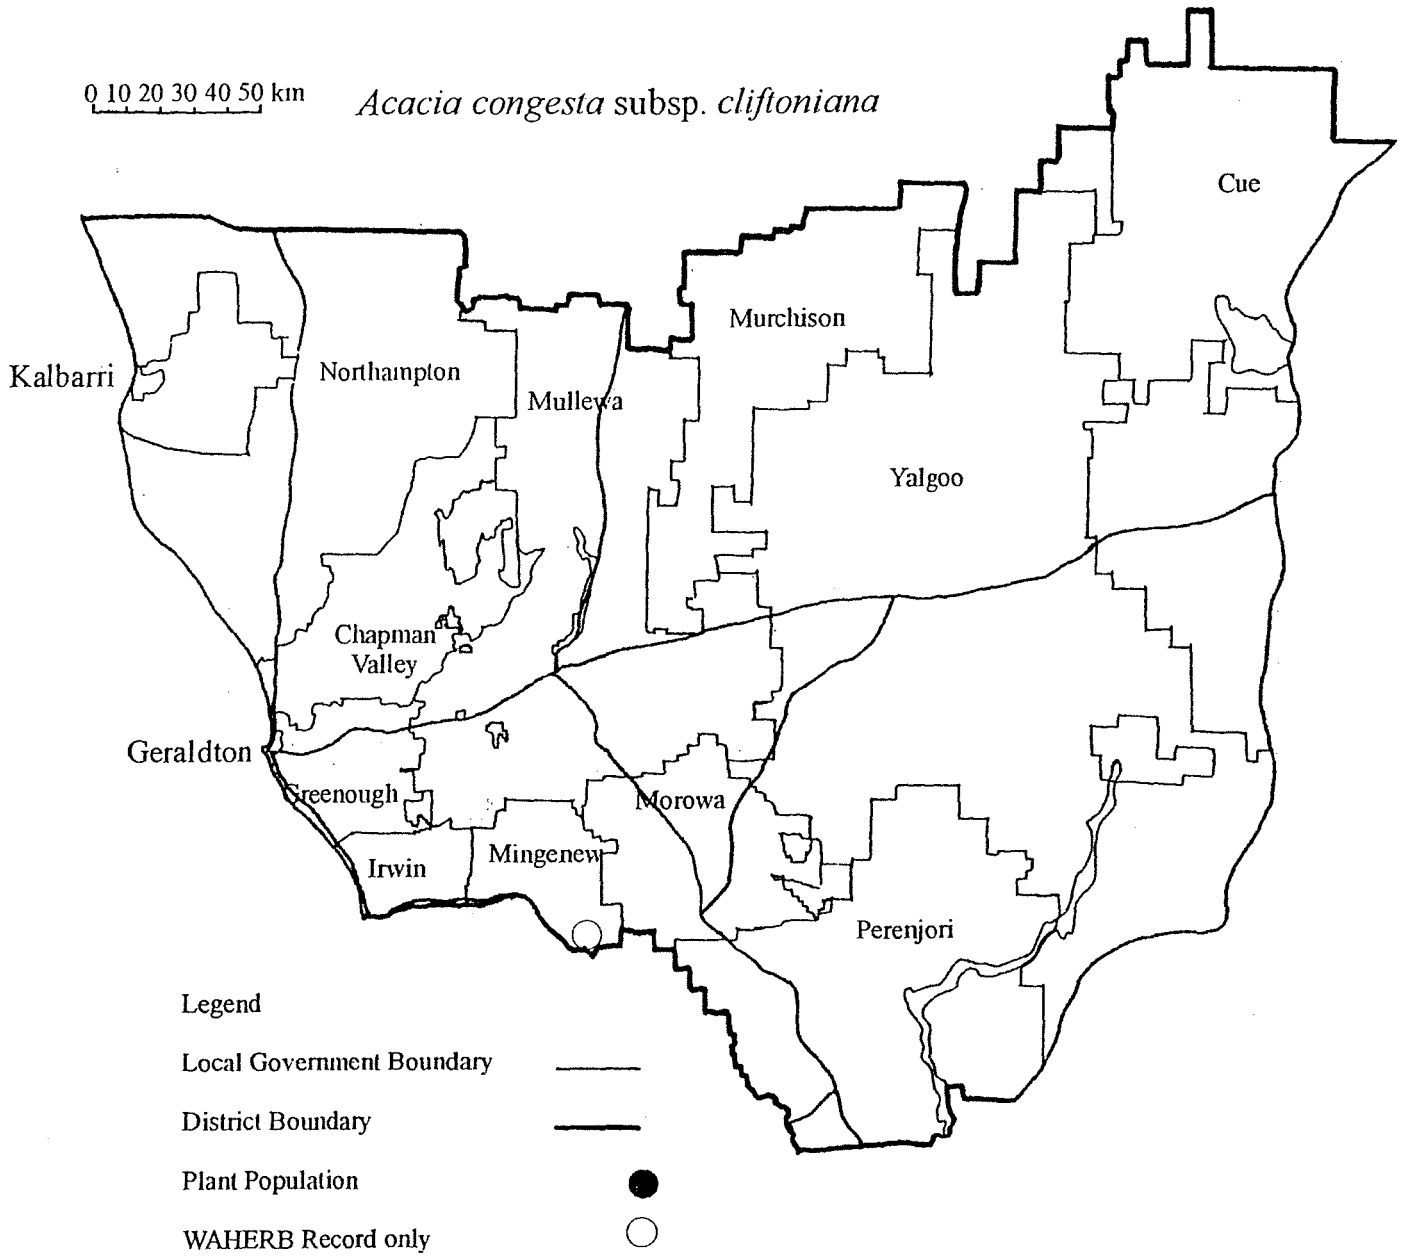 0 10 20 30 40 50 km
Acacia congesta subsp. cliftoniana
Cue
Murchison
Kalbarri
Northampton
Mullewa
Yalgoo
Chapman
Valley
Geraldton
Greenough
Morowa
Irwin
Mingenew
Perenjori
Legend
Local Government Boundary
District Boundary
Plant Population
WAHERB Record only